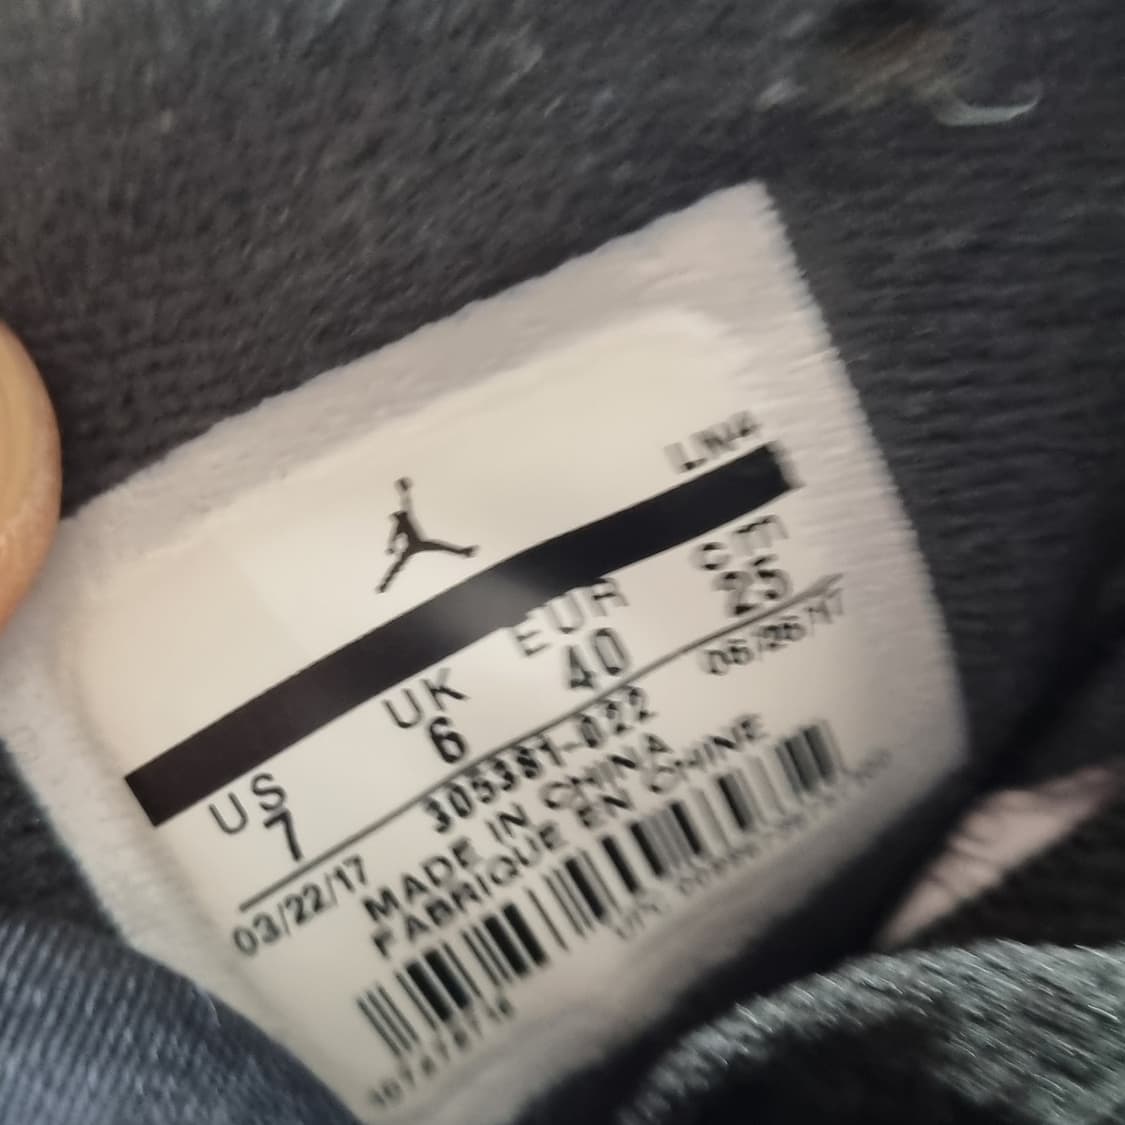 LN4
US UK EUR cm
7 6 40 25
03/22/17 305381-022 05/25/17
MADE IN CHINA
FABRIQUE EN CHINE